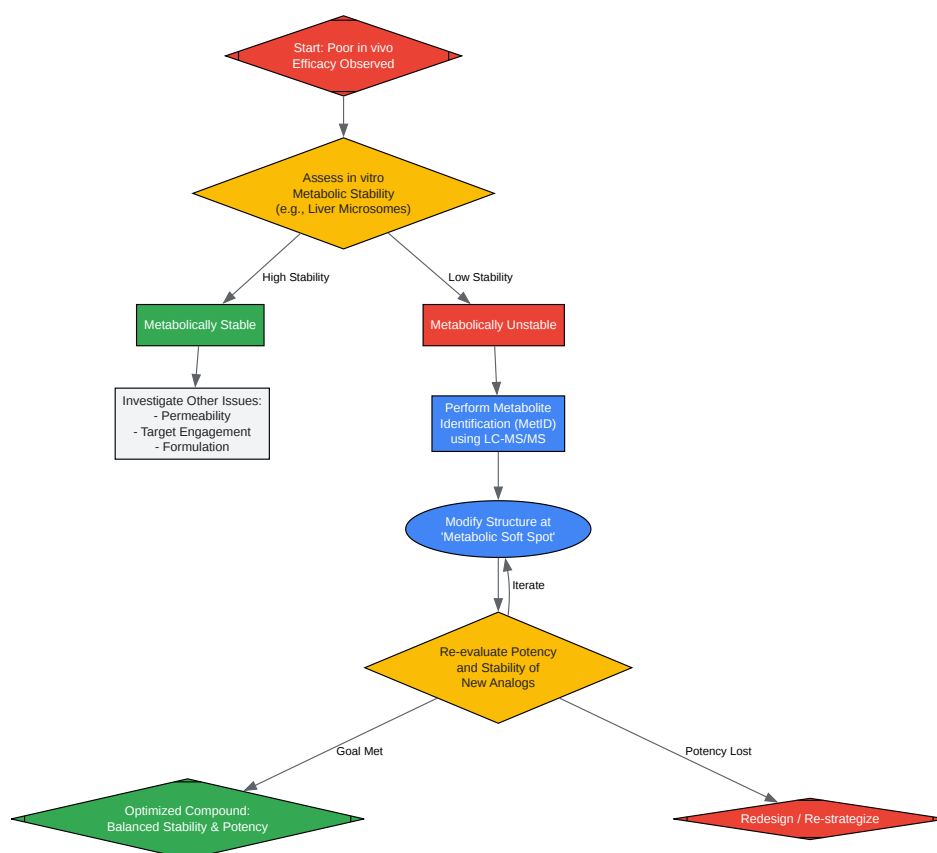 Start: Poor in vivo
Efficacy Observed
Assess in vitro
Metabolic Stability
(e.g., Liver Microsomes)
High Stability
Low Stability
Metabolically Stable
Metabolically Unstable
Investigate Other Issues:
- Permeability
- Target Engagement
- Formulation
Perform Metabolite
Identification (MetID)
using LC-MS/MS
Modify Structure at
'Metabolic Soft Spot'
Iterate
Re-evaluate Potency
and Stability of
New Analogs
Goal Met
Potency Lost
Optimized Compound:
Balanced Stability & Potency
Redesign / Re-strategize